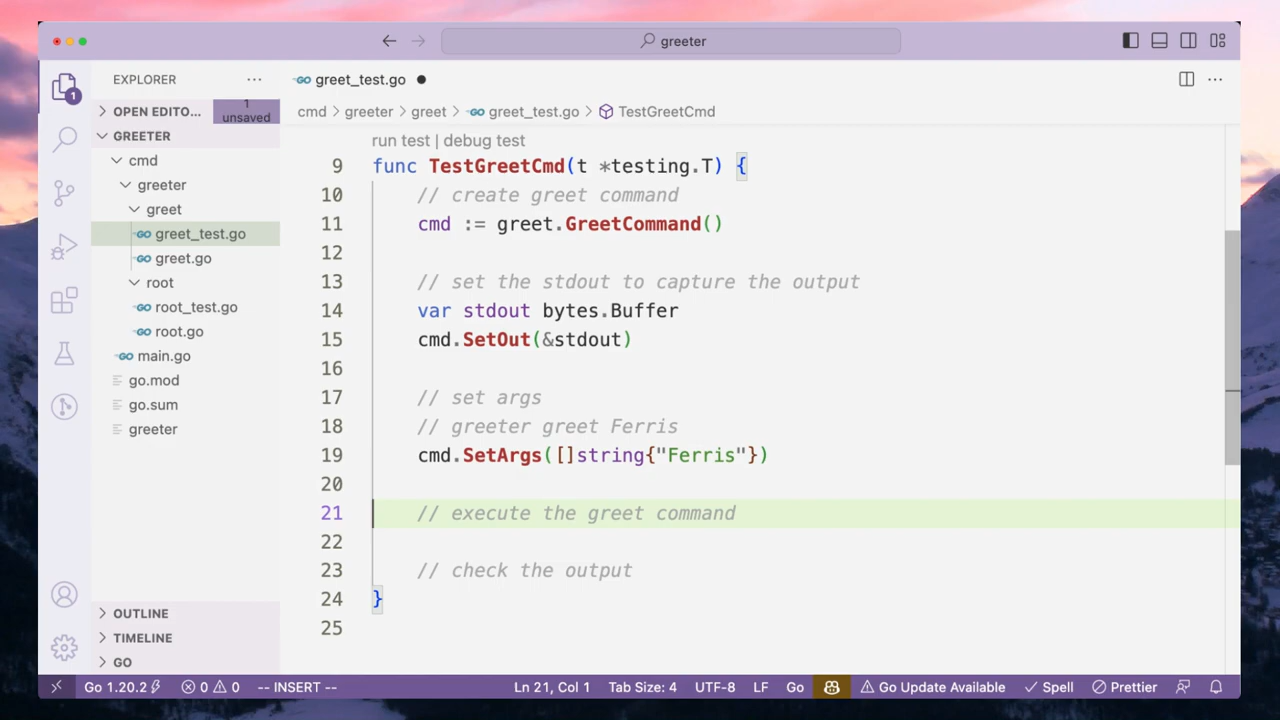 greeter
EXPLORER ...
greet_test.go
OPEN EDITO... 1 unsaved
cmd > greeter > greet > greet_test.go > TestGreetCmd
GREETER
cmd
greeter
greet
greet_test.go
greet.go
root
root_test.go
root.go
main.go
go.mod
go.sum
greeter
OUTLINE
TIMELINE
GO
1
run test | debug test
9 func TestGreetCmd(t *testing.T) {
10 // create greet command
11 cmd := greet.GreetCommand()
12
13 // set the stdout to capture the output
14 var stdout bytes.Buffer
15 cmd.SetOut(&stdout)
16
17 // set args
18 // greeter greet Ferris
19 cmd.SetArgs([]string{"Ferris"})
20
21 // execute the greet command
22
23 // check the output
24 }
25
Go 1.20.2 0 0 -- INSERT -- Ln 21, Col 1 Tab Size: 4 UTF-8 LF Go Go Update Available Spell Prettier